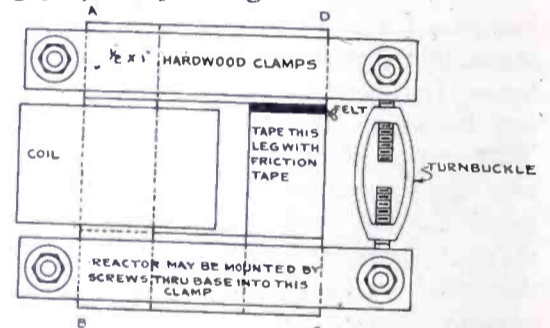 A
D
½ X 1" HARDWOOD CLAMPS
FELT
TAPE THIS
LEG WITH
FRICTION
TAPE
COIL
TURNBUCKLE
REACTOR MAY BE MOUNTED BY
SCREWS THRU BASE INTO THIS
CLAMP
B